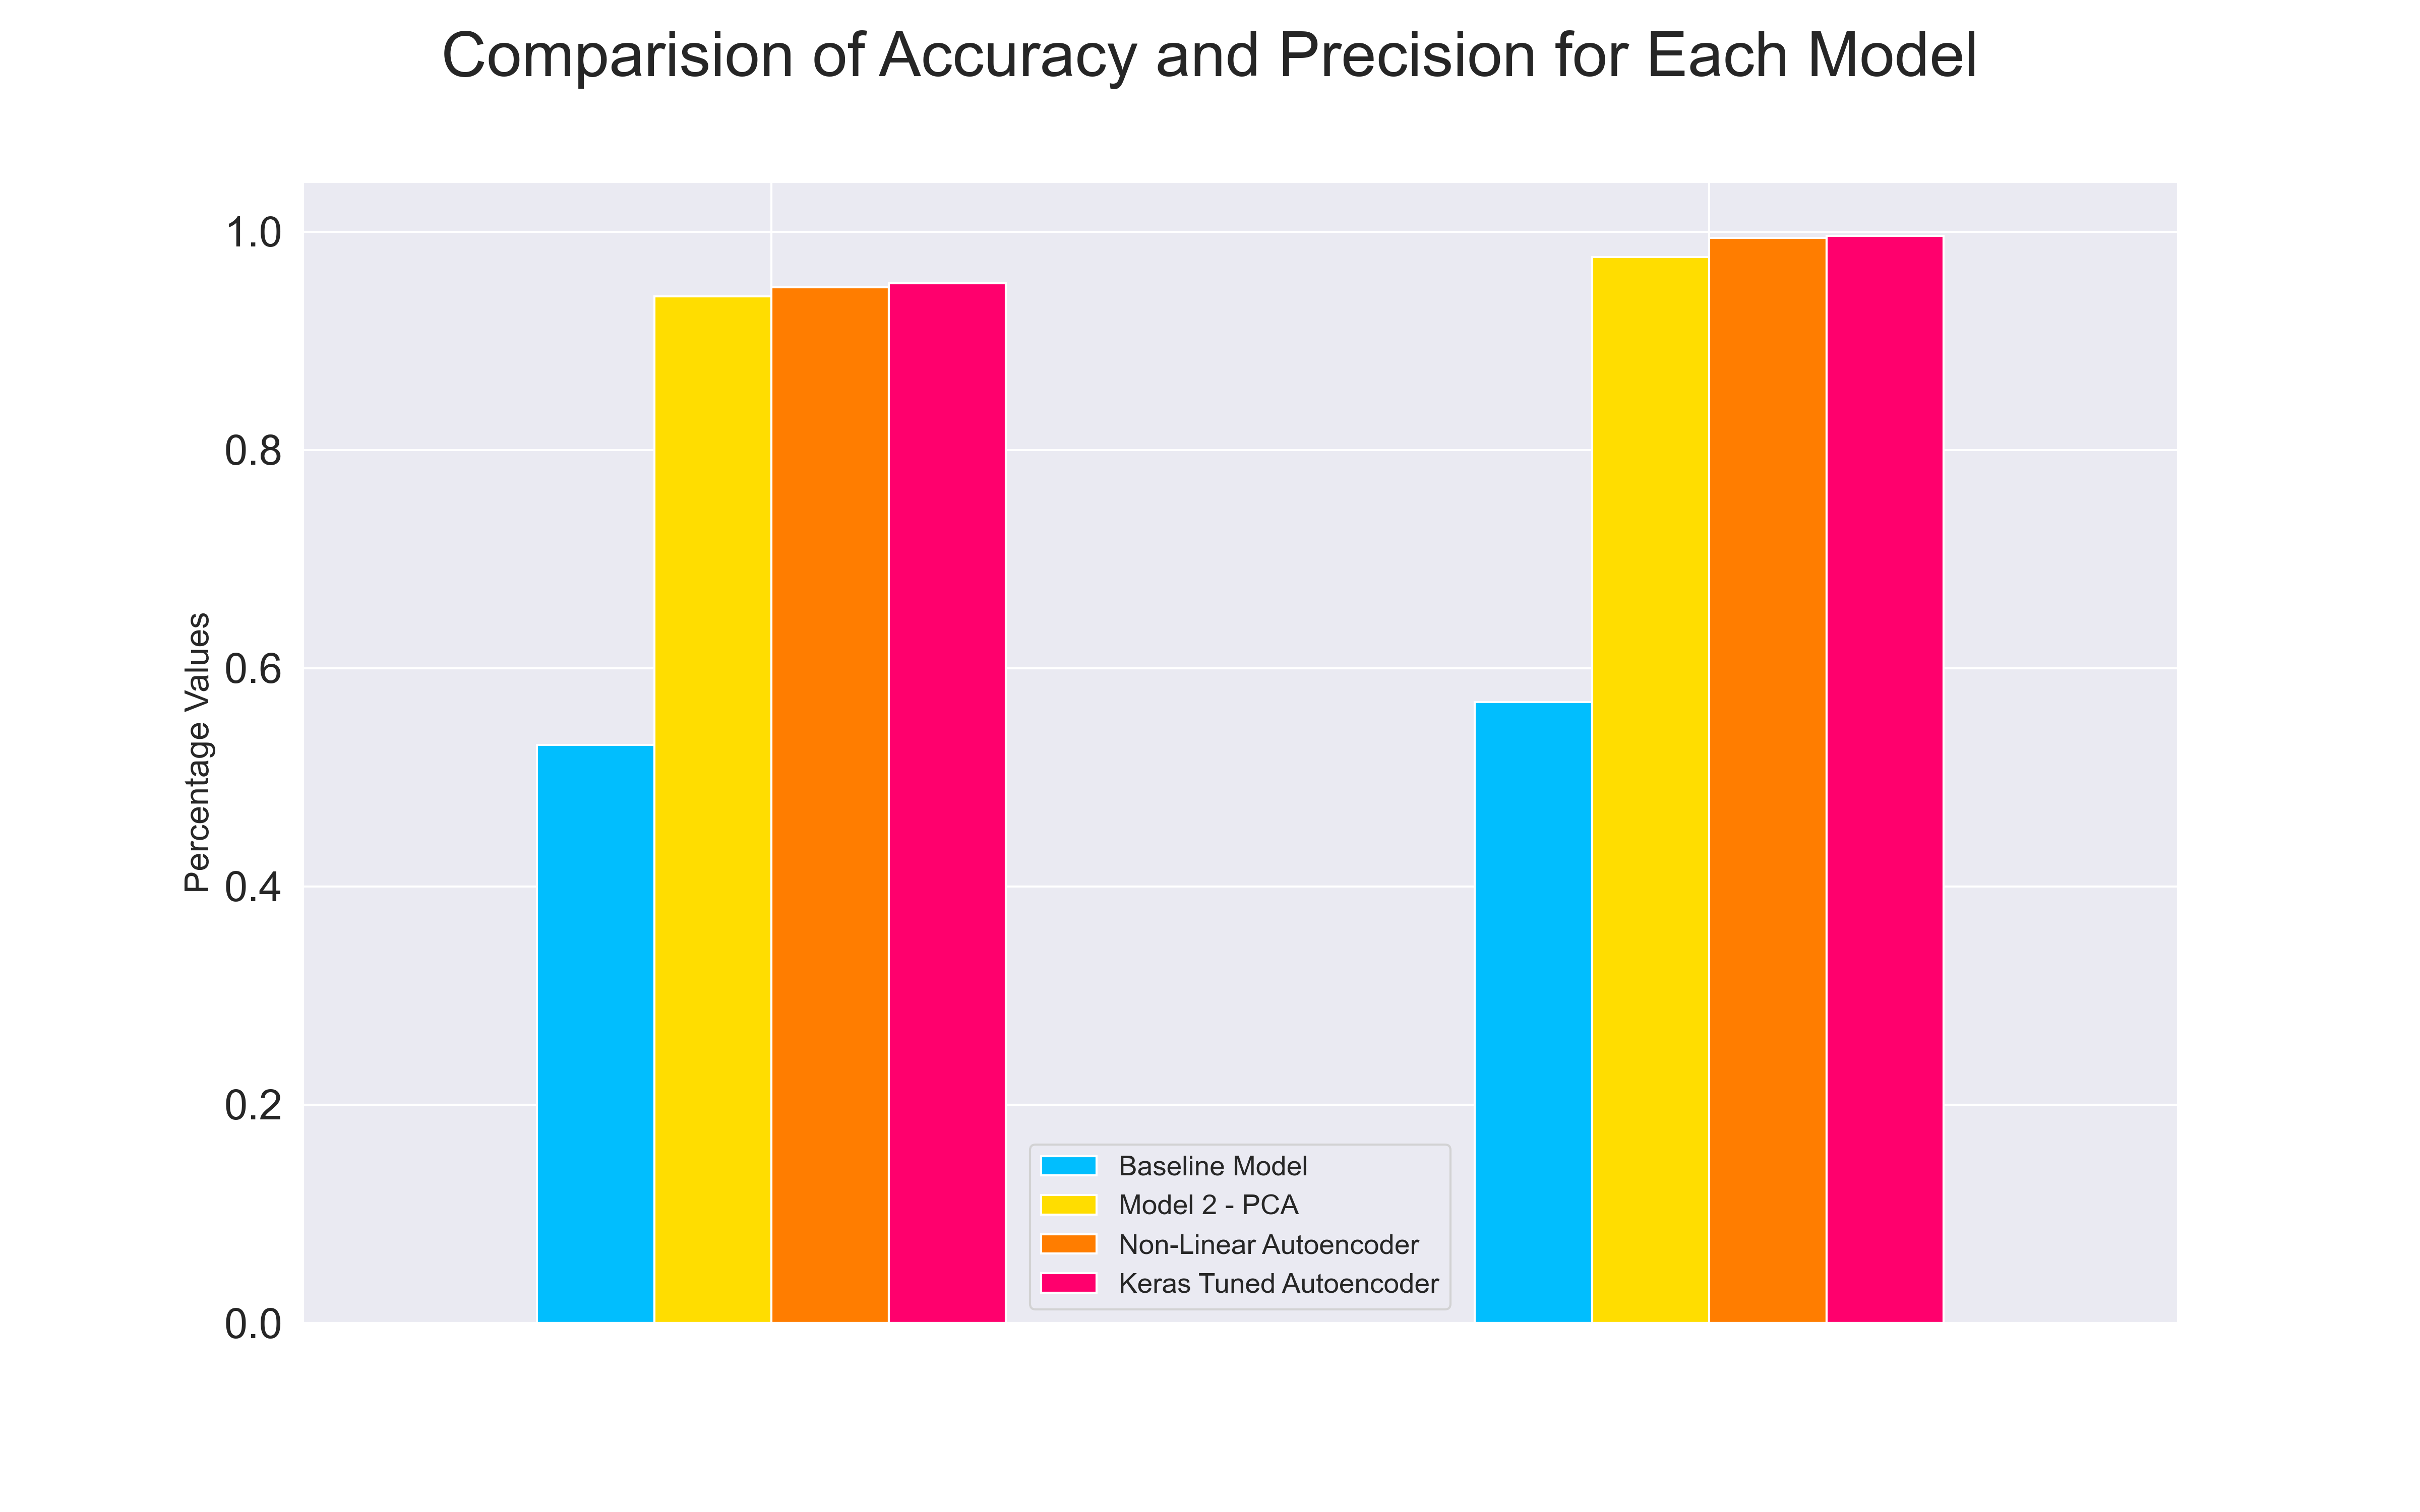 Comparision of Accuracy and Precision for Each Model
Percentage Values
1.0
0.8
0.6
0.4
0.2
0.0
Baseline Model
Model 2 - PCA
Non-Linear Autoencoder
Keras Tuned Autoencoder